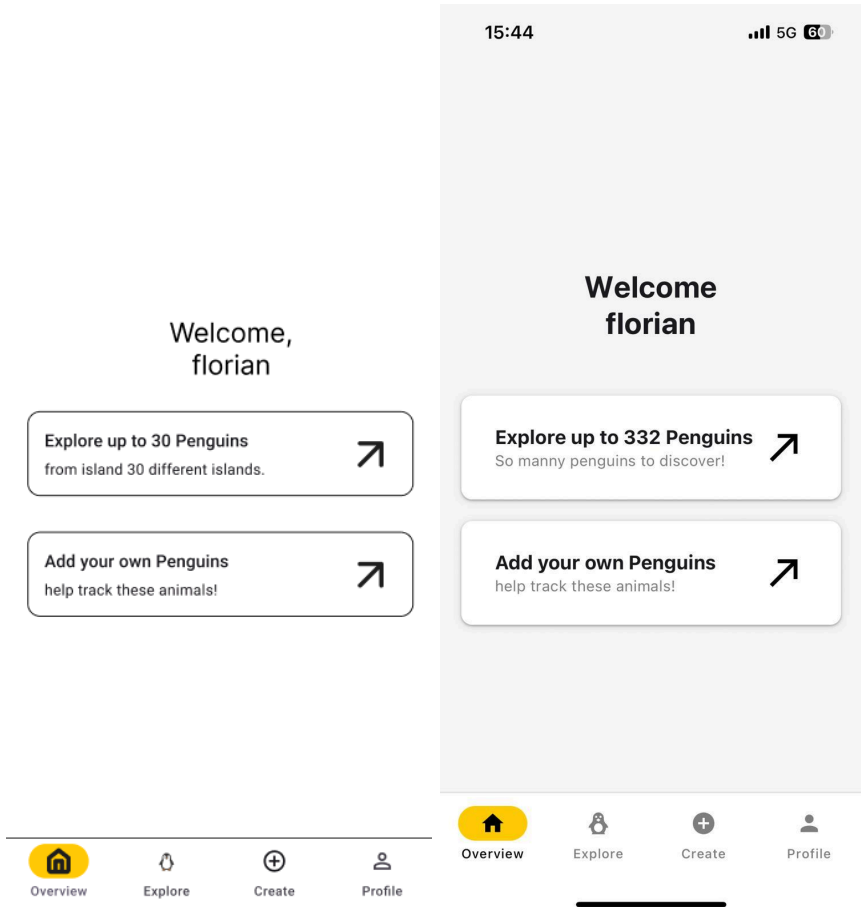 Welcome,
florian
Explore up to 30 Penguins
from island 30 different islands.
Add your own Penguins
help track these animals!
Overview
Explore
Create
Profile
15:44
5G
60
Welcome
florian
Explore up to 332 Penguins
So manny penguins to discover!
Add your own Penguins
help track these animals!
Overview
Explore
Create
Profile